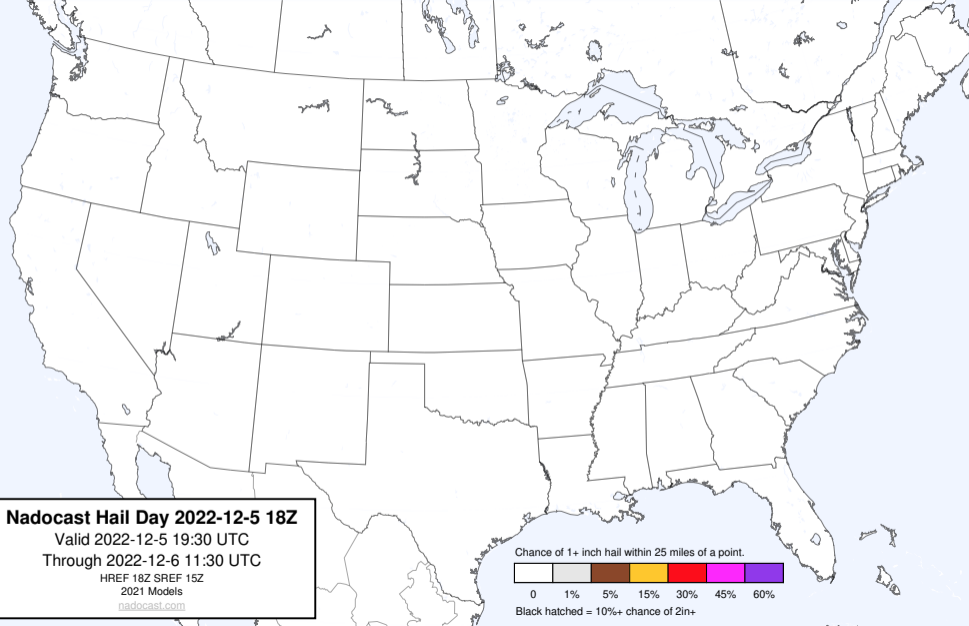 Nadocast Hail Day 2022-12-5 18Z
Valid 2022-12-5 19:30 UTC
Through 2022-12-6 11:30 UTC
HREF 18Z SREF 15Z
2021 Models
nadocast.com
Chance of 1+ inch hail within 25 miles of a point.
0 1% 5% 15% 30% 45% 60%
Black hatched = 10%+ chance of 2in+